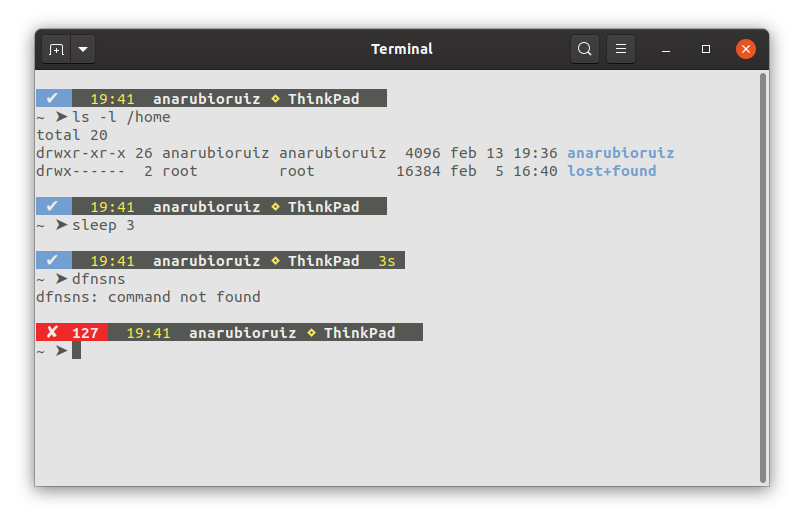 Terminal
✔ 19:41 anarubioruiz ⋄ ThinkPad
~ ➤ ls -l /home
total 20
drwxr-xr-x 26 anarubioruiz anarubioruiz  4096 feb 13 19:36 anarubioruiz
drwx------  2 root         root         16384 feb  5 16:40 lost+found
✔ 19:41 anarubioruiz ⋄ ThinkPad
~ ➤ sleep 3
✔ 19:41 anarubioruiz ⋄ ThinkPad 3s
~ ➤ dfnsns
dfnsns: command not found
✘ 127 19:41 anarubioruiz ⋄ ThinkPad
~ ➤